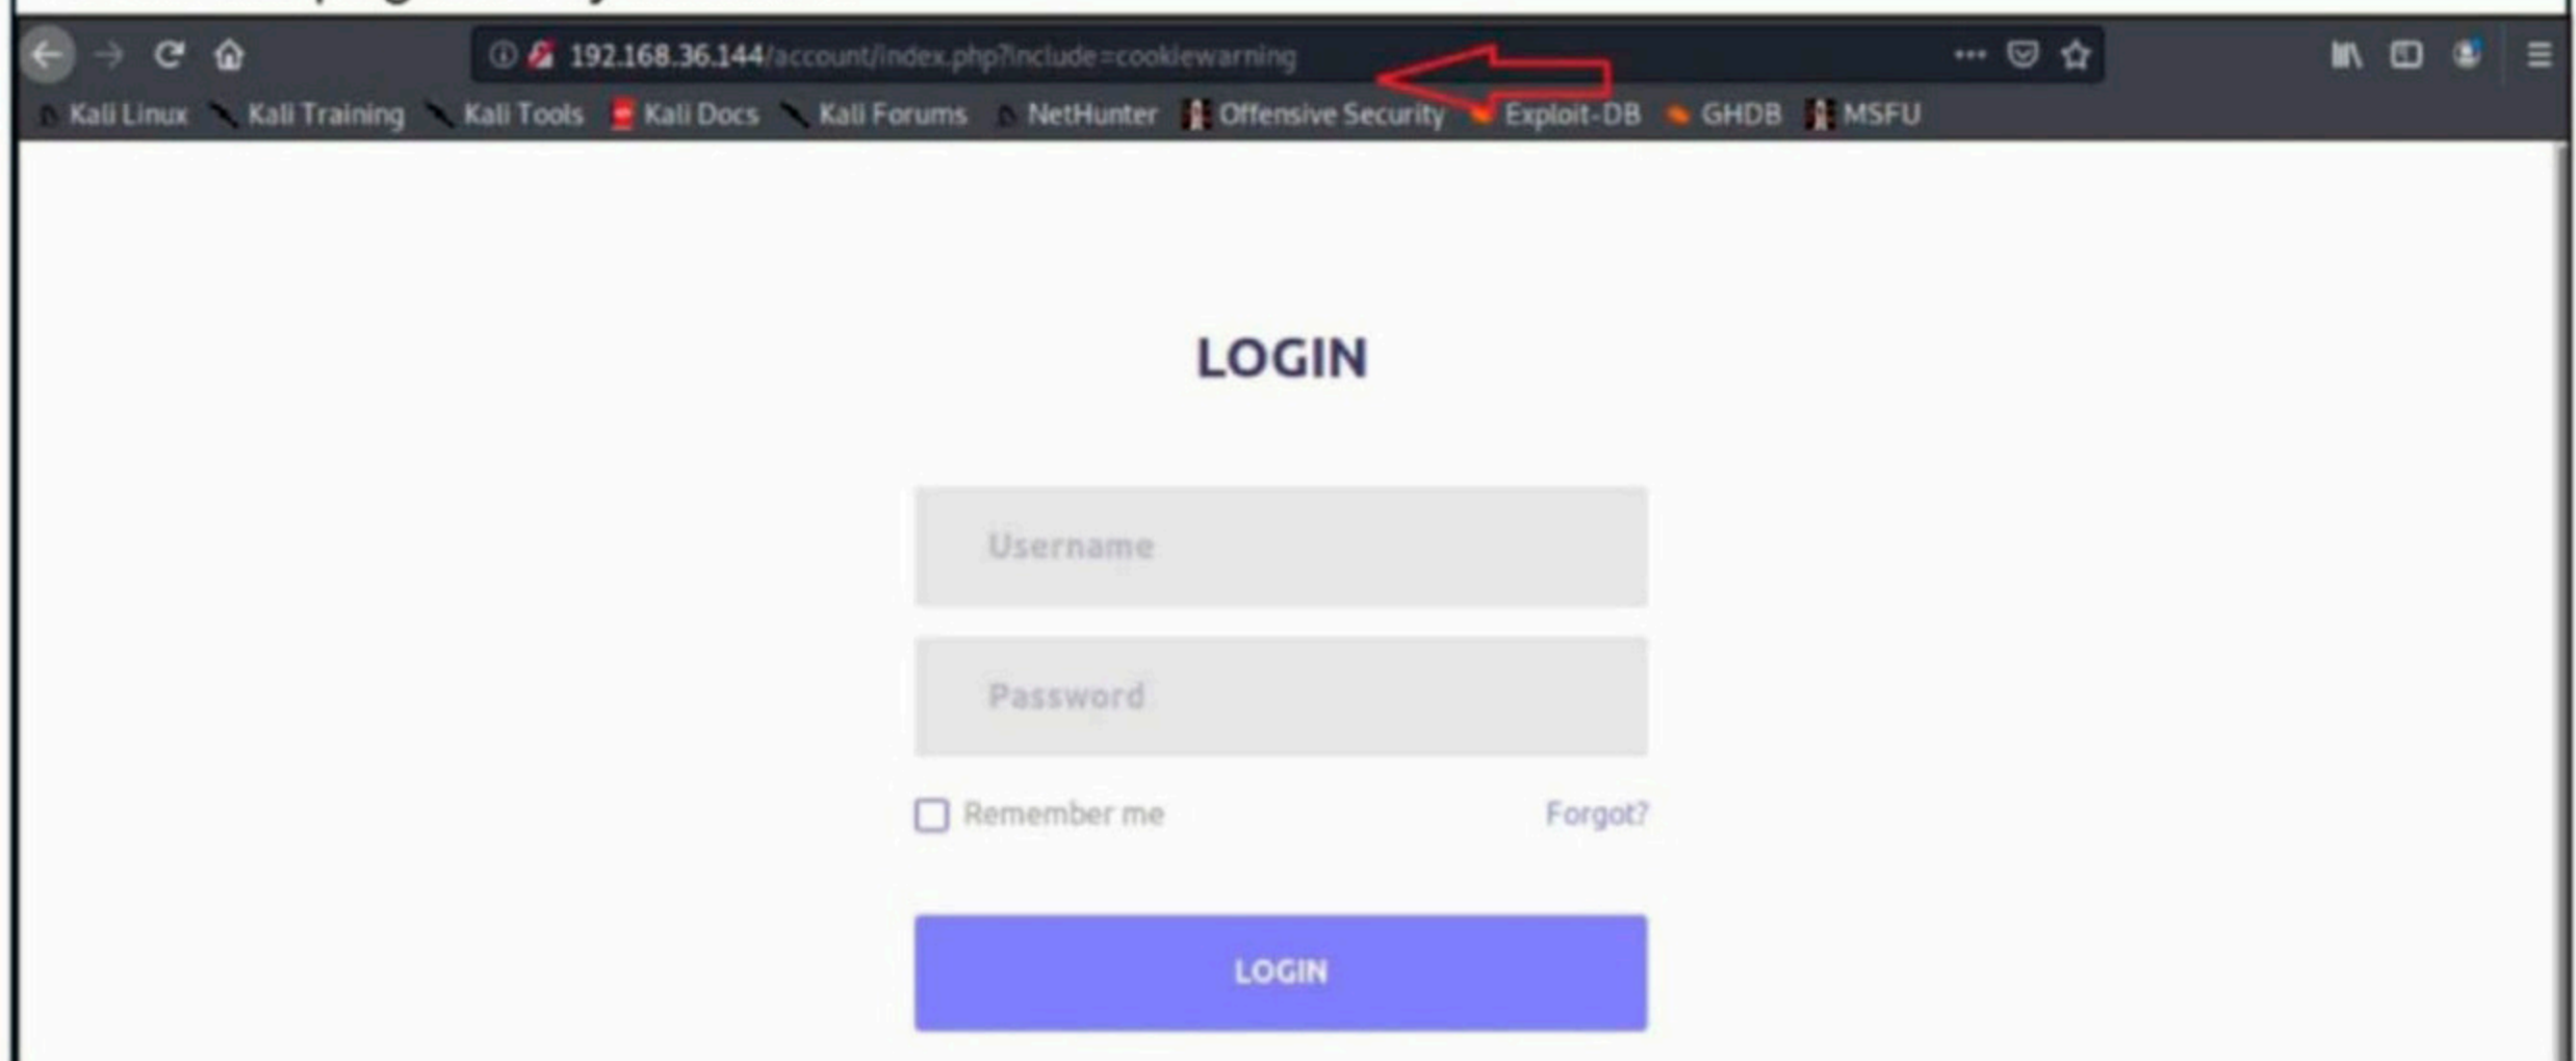 192.168.36.144/account/index.php?include=cookiewarning
Kali Linux Kali Training Kali Tools Kali Docs Kali Forums NetHunter Offensive Security Exploit-DB GHDB MSFU
LOGIN
Username
Password
Remember me Forgot?
LOGIN